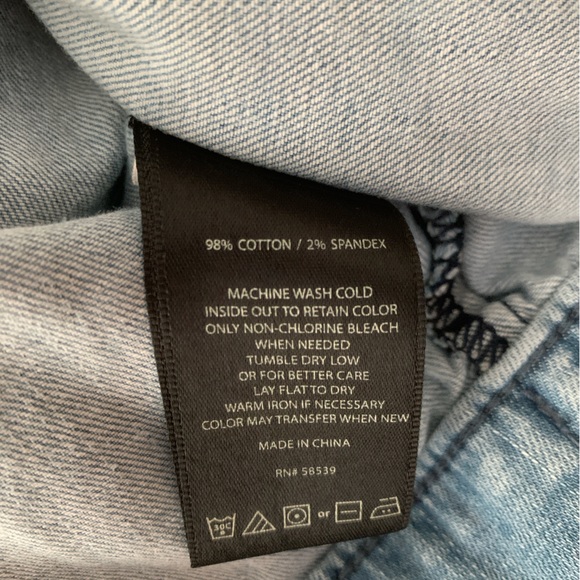 98% COTTON / 2% SPANDEX
MACHINE WASH COLD
INSIDE OUT TO RETAIN COLOR
ONLY NON-CHLORINE BLEACH
WHEN NEEDED
TUMBLE DRY LOW
OR FOR BETTER CARE
LAY FLAT TO DRY
WARM IRON IF NECESSARY
COLOR MAY TRANSFER WHEN NEW
MADE IN CHINA
RN# 58539
30C or